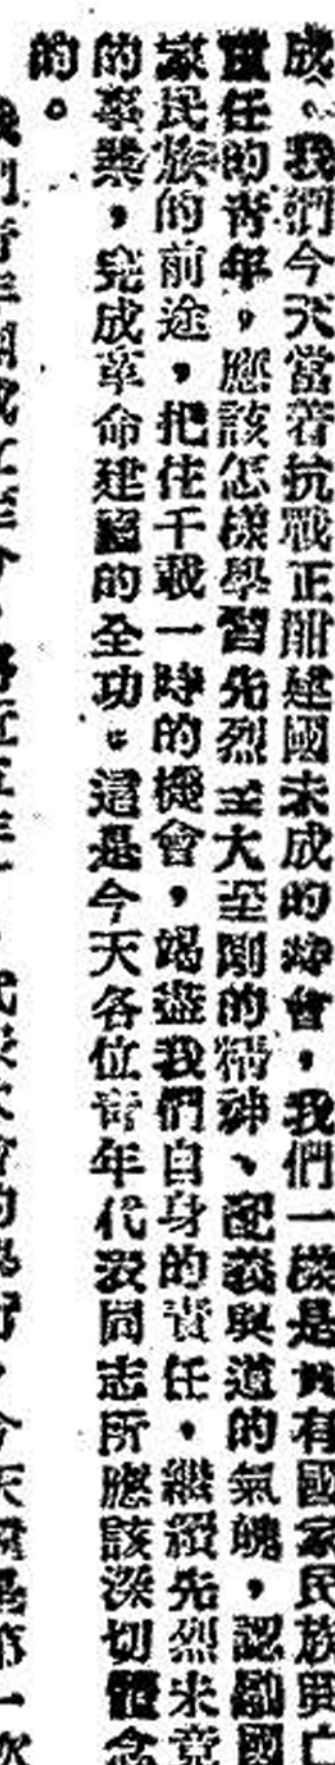 成。我們今天當着抗戰正酣建國未成的時會，我們一樣是負有國家民族興亡
重任的青年，應該怎樣學習先烈至大至剛的精神、配義與道的氣魄，認識國
家民族的前途，把住千載一時的機會，竭盡我們自身的責任，繼續先烈未竟
的事業，完成革命建國的全功。這是今天各位青年代表同志所應該深切體念
的。